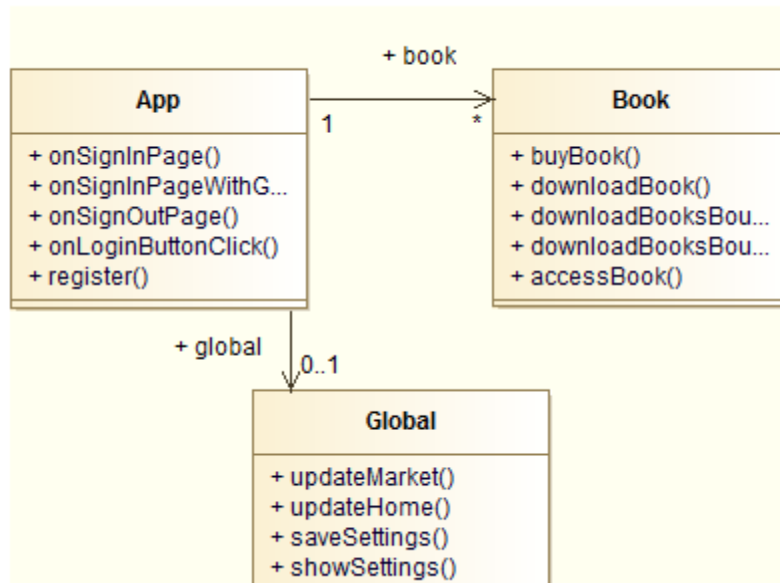 + book
App
1
*
Book
+ onSignInPage()
+ onSignInPageWithG...
+ onSignOutPage()
+ onLoginButtonClick()
+ register()
+ buyBook()
+ downloadBook()
+ downloadBooksBou...
+ downloadBooksBou...
+ accessBook()
+ global
0..1
Global
+ updateMarket()
+ updateHome()
+ saveSettings()
+ showSettings()